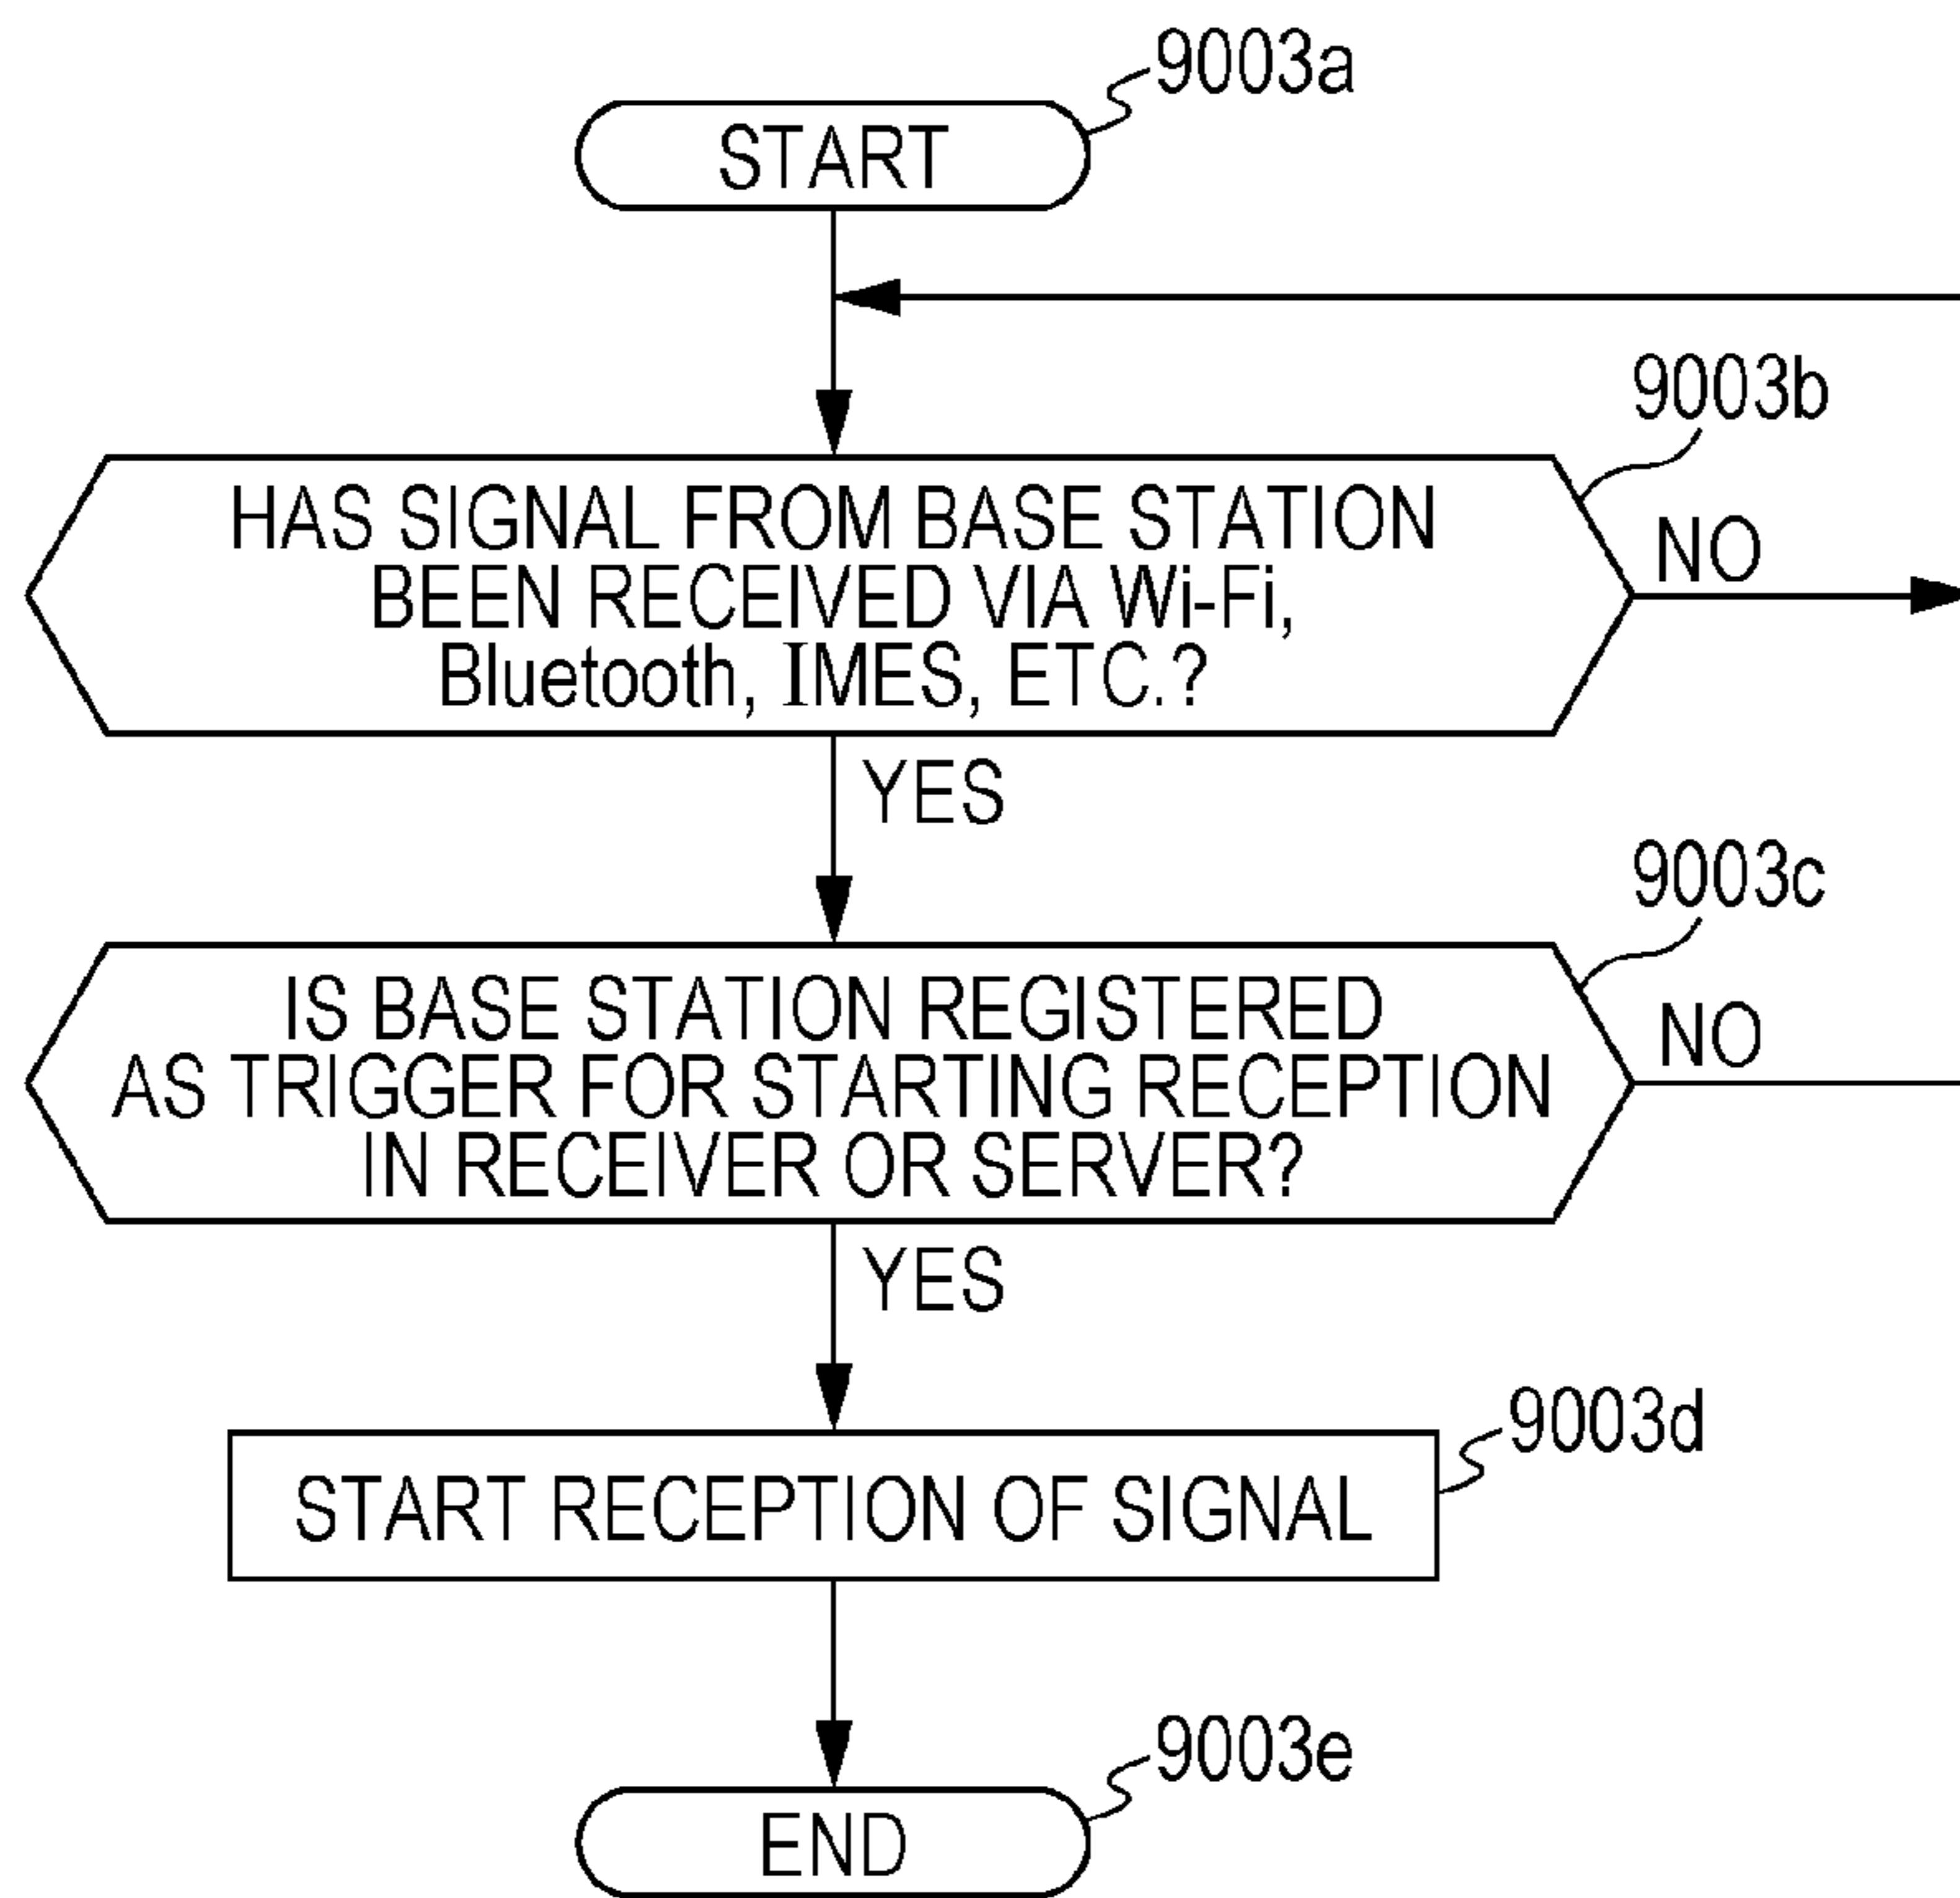 9003a
START
9003b
HAS SIGNAL FROM BASE STATION
BEEN RECEIVED VIA Wi-Fi,
Bluetooth, IMES, ETC.?
NO
YES
9003c
IS BASE STATION REGISTERED
AS TRIGGER FOR STARTING RECEPTION
IN RECEIVER OR SERVER?
NO
YES
9003d
START RECEPTION OF SIGNAL
9003e
END